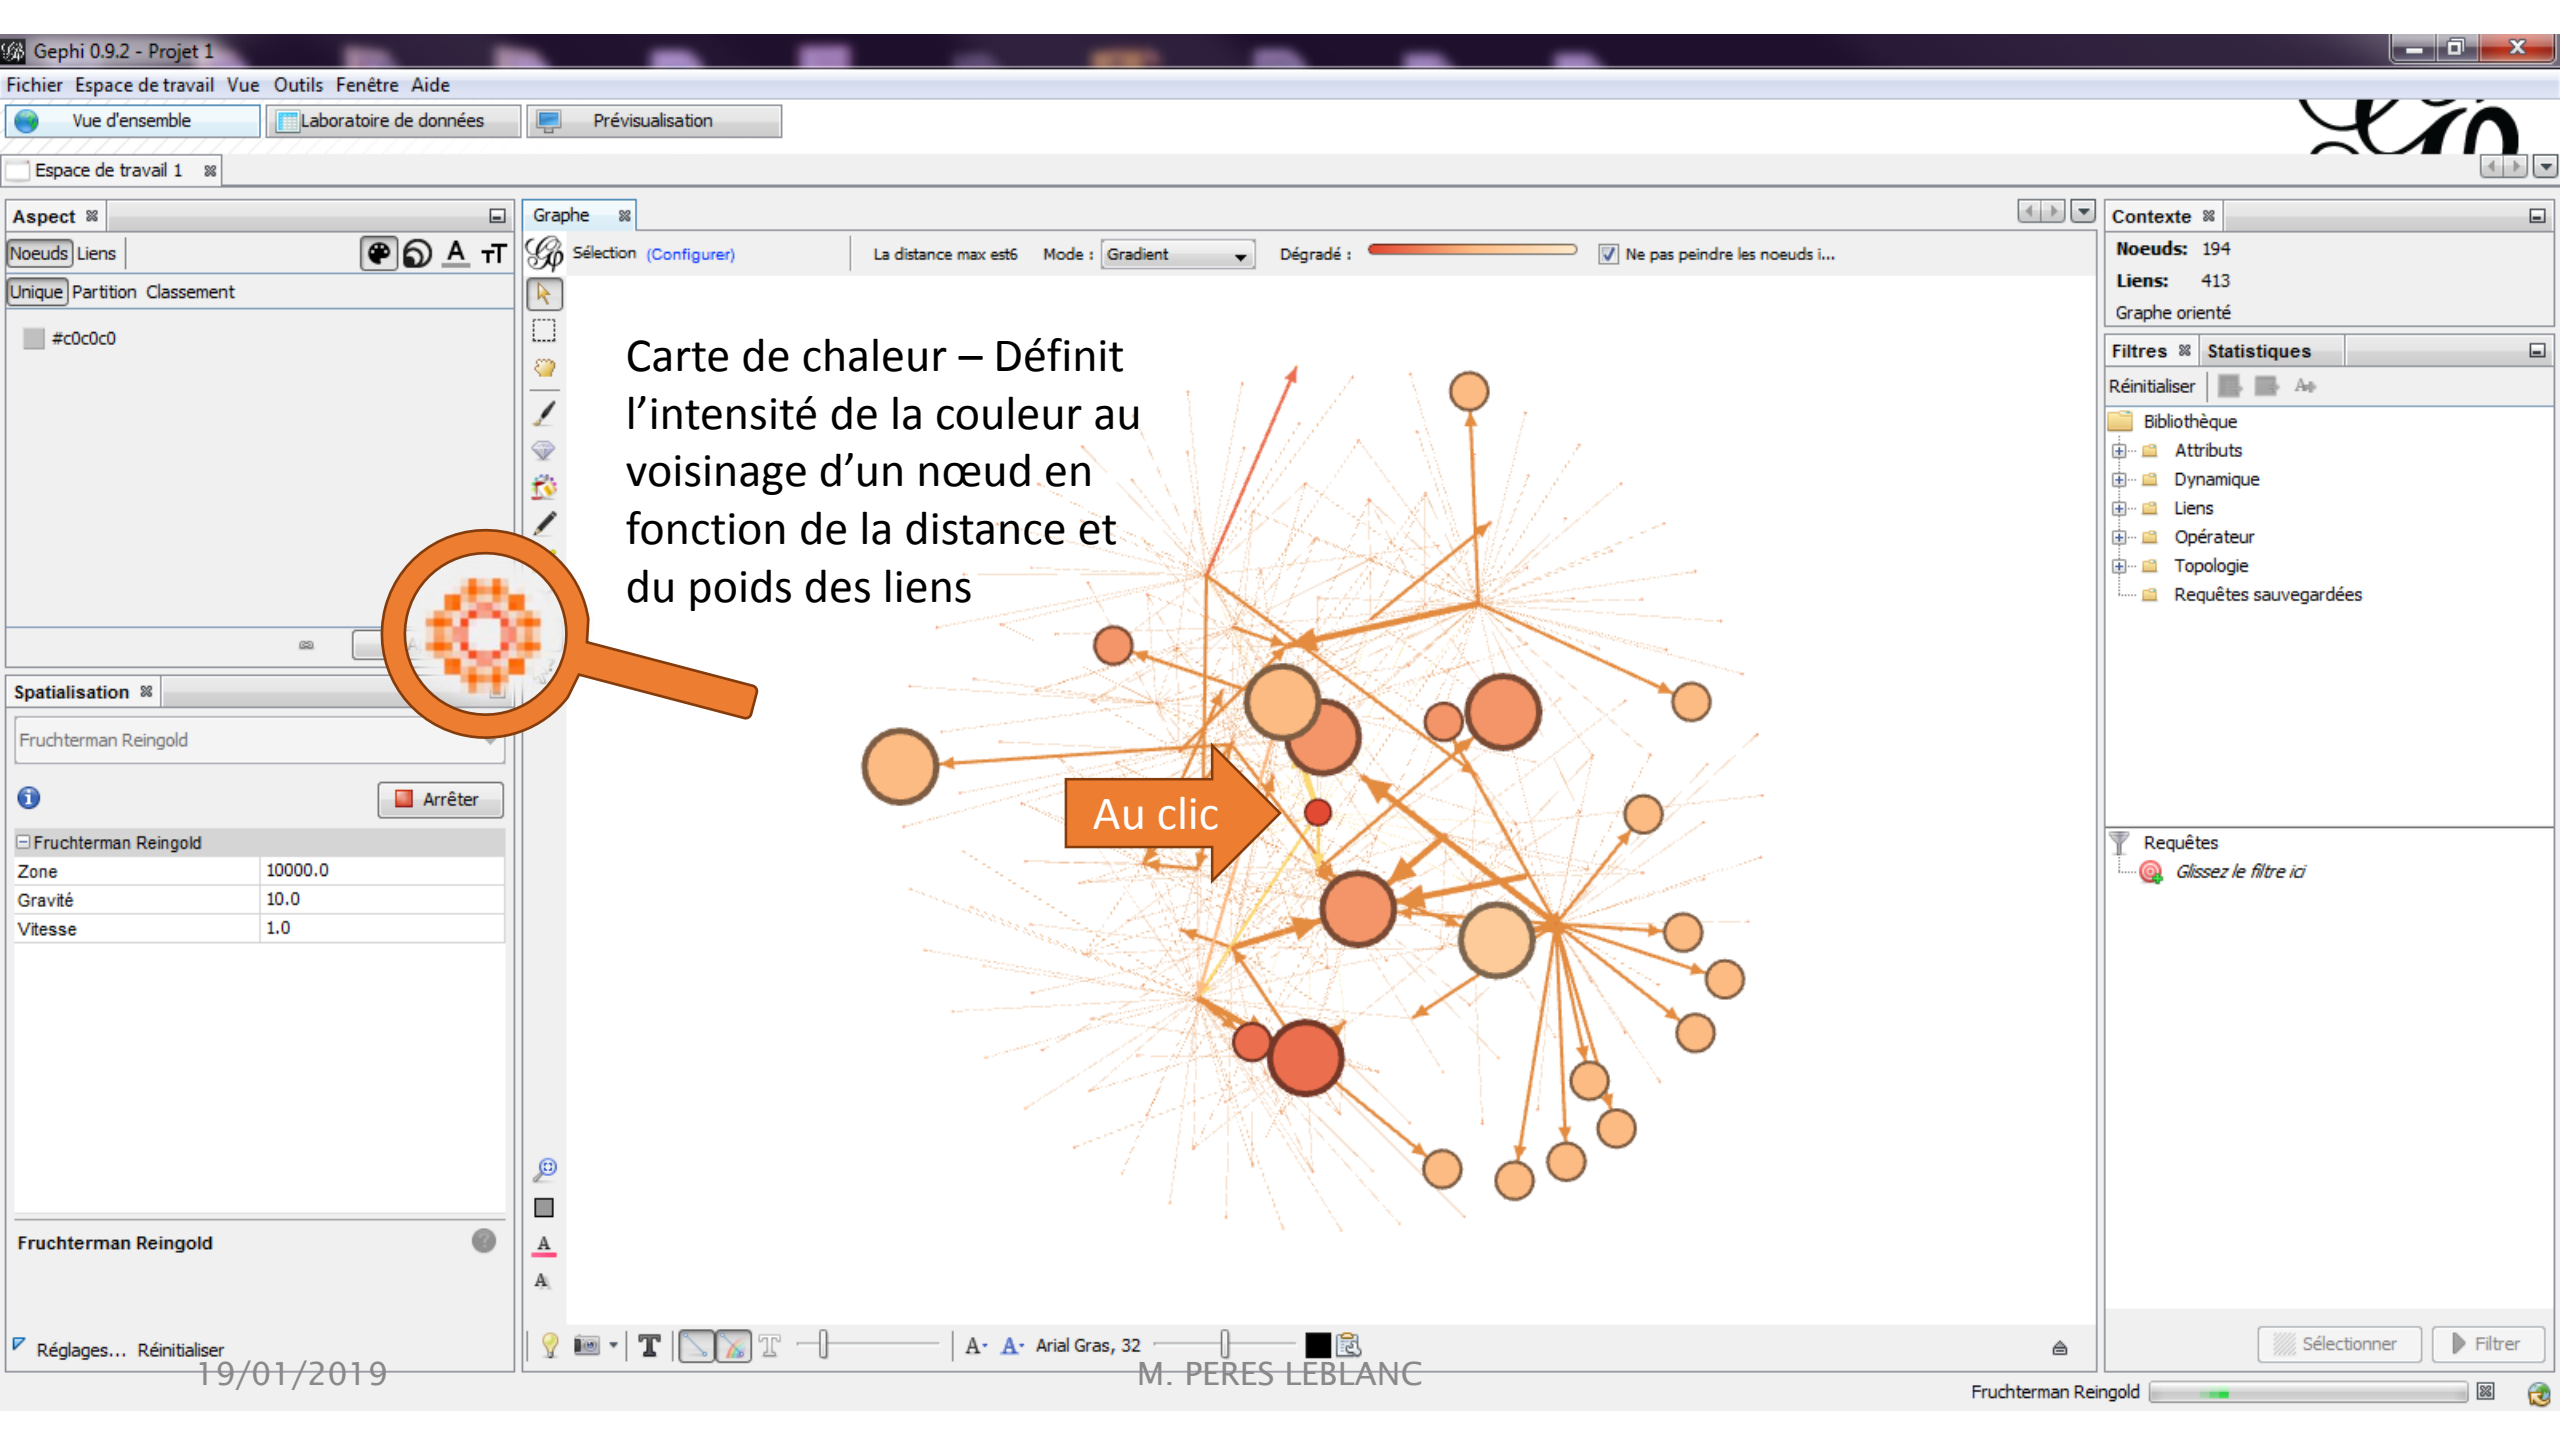 Gephi 0.9.2 - Projet 1
Fichier Espace de travail Vue Outils Fenêtre Aide
Vue d'ensemble Laboratoire de données Prévisualisation
Espace de travail 1
Aspect
Noeuds Liens
Unique Partition Classement
#c0c0c0
Spatialisation
Fruchterman Reingold
Arrêter
Fruchterman Reingold
Zone 10000.0
Gravité 10.0
Vitesse 1.0
Fruchterman Reingold
Réglages... Réinitialiser
Graphe
Sélection (Configurer) La distance max est6 Mode : Gradient Dégradé : Ne pas peindre les noeuds i...
Carte de chaleur – Définit
l’intensité de la couleur au
voisinage d’un nœud en
fonction de la distance et
du poids des liens
Au clic
A- A- Arial Gras, 32
Contexte
Noeuds: 194
Liens: 413
Graphe orienté
Filtres Statistiques
Réinitialiser
Bibliothèque
Attributs
Dynamique
Liens
Opérateur
Topologie
Requêtes sauvegardées
Requêtes
Glissez le filtre ici
Sélectionner Filtrer
19/01/2019 M. PERES LEBLANC
Fruchterman Reingold